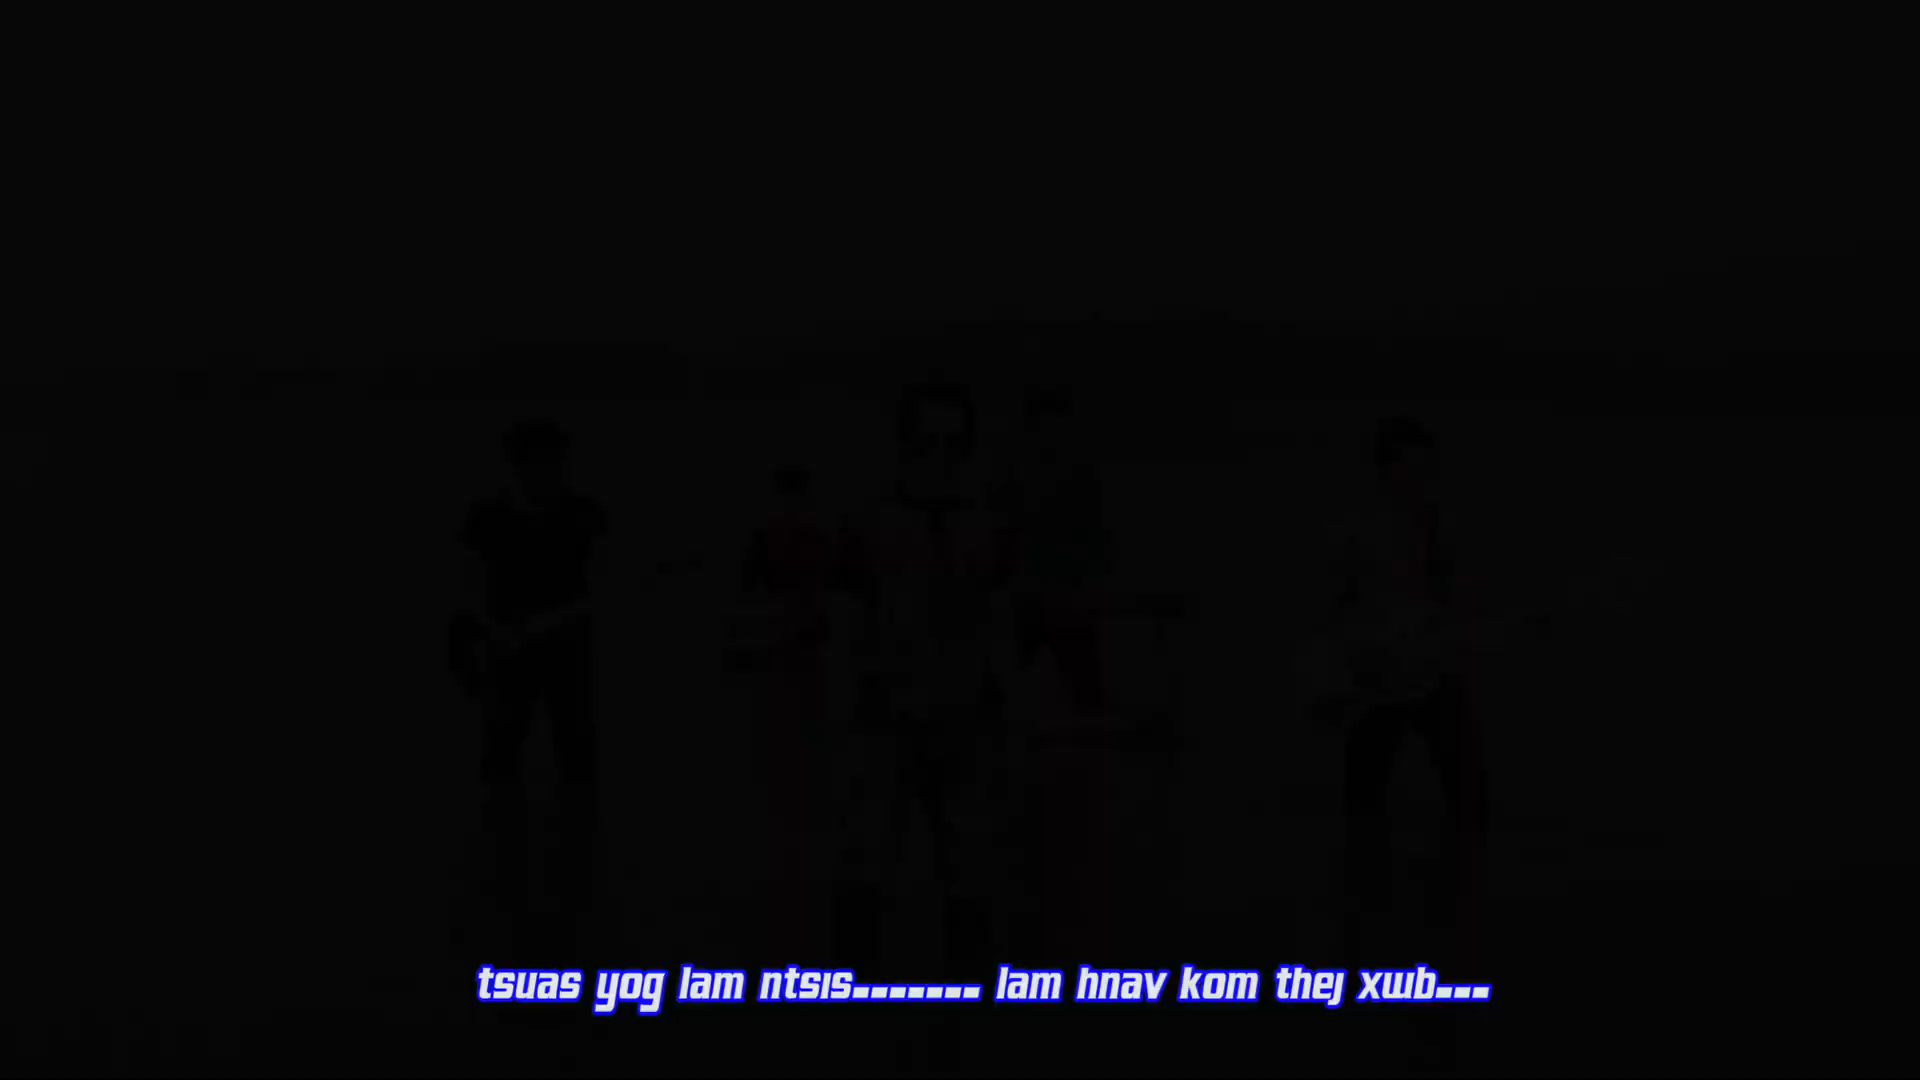 tsuas yog lam ntsis....... lam hnav kom thej xwb...